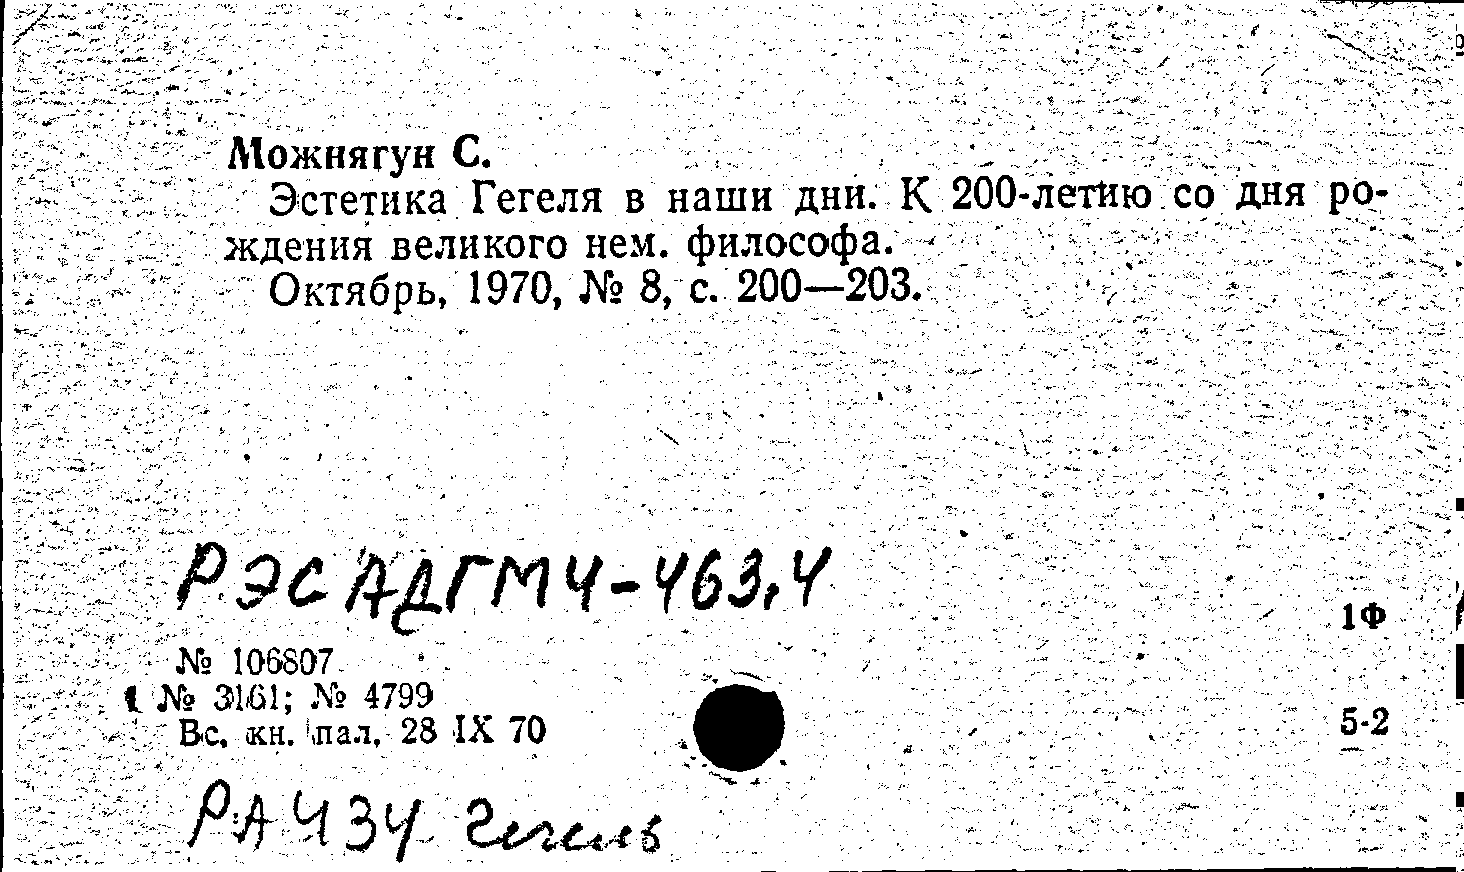 Можнягун С.
Эстетика Гегеля в наши дни. К 200-летию со дня ро-
ждения великого нем. философа.
Октябрь, 1970, № 8, с. 200—203.
РЭС АДГМ4-463.4
1Ф
№ 106807
№ 3161; № 4799
Вс. кн. пал. 28 IX 70
5-2
РА434 Гегель